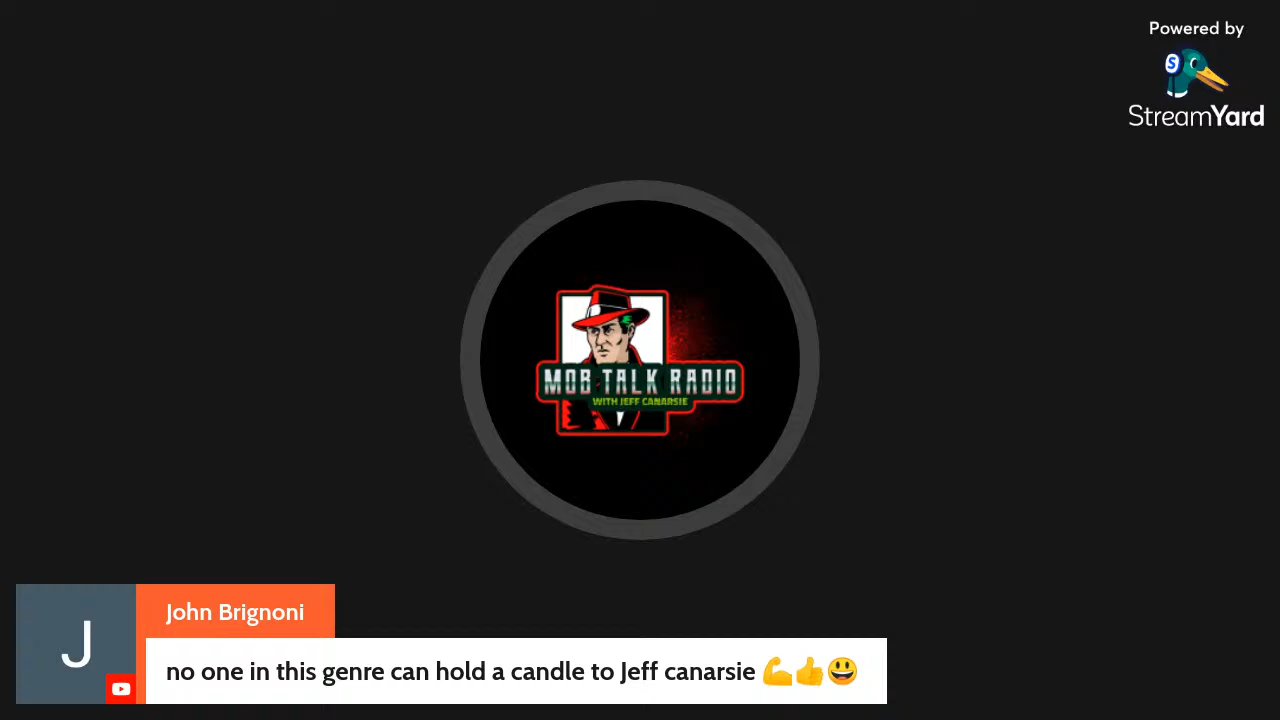 Powered by
S
StreamYard
MOB TALK RADIO
WITH JEFF CANARSIE
J
John Brignoni
no one in this genre can hold a candle to Jeff canarsie 💪👍😃